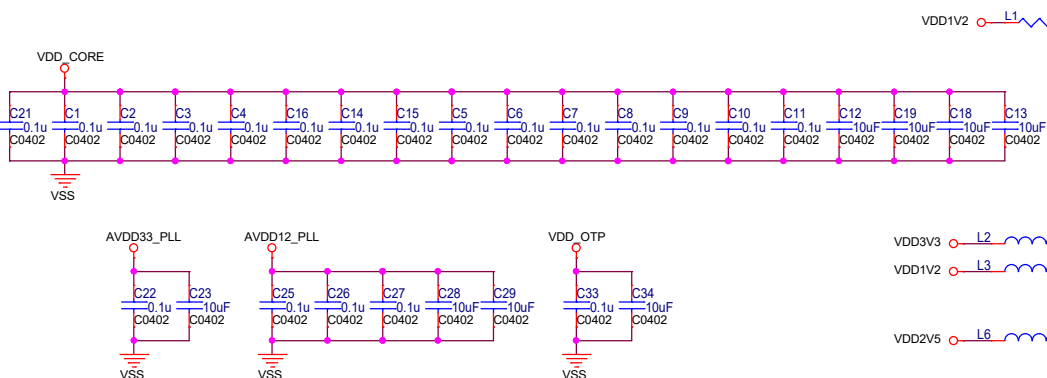 VDD1V2 L1
VDD_CORE
C21 C1 C2 C3 C4 C16 C14 C15 C5 C6 C7 C8 C9 C10 C11 C12 C19 C18 C13
0.1u 0.1u 0.1u 0.1u 0.1u 0.1u 0.1u 0.1u 0.1u 0.1u 0.1u 0.1u 0.1u 0.1u 0.1u 10uF 10uF 10uF 10uF
C0402 C0402 C0402 C0402 C0402 C0402 C0402 C0402 C0402 C0402 C0402 C0402 C0402 C0402 C0402 C0402 C0402 C0402 C0402
VSS
AVDD33_PLL AVDD12_PLL VDD_OTP VDD3V3 L2
VDD1V2 L3
C22 C23 C25 C26 C27 C28 C29 C33 C34
0.1u 10uF 0.1u 0.1u 0.1u 10uF 10uF 0.1u 10uF
C0402 C0402 C0402 C0402 C0402 C0402 C0402 C0402 C0402
VDD2V5 L6
VSS VSS VSS